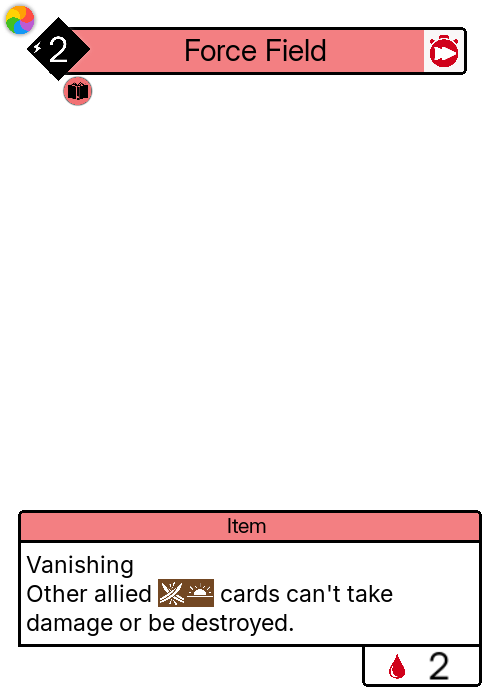 2
Force Field
Item
Vanishing
Other allied cards can't take
damage or be destroyed.
2